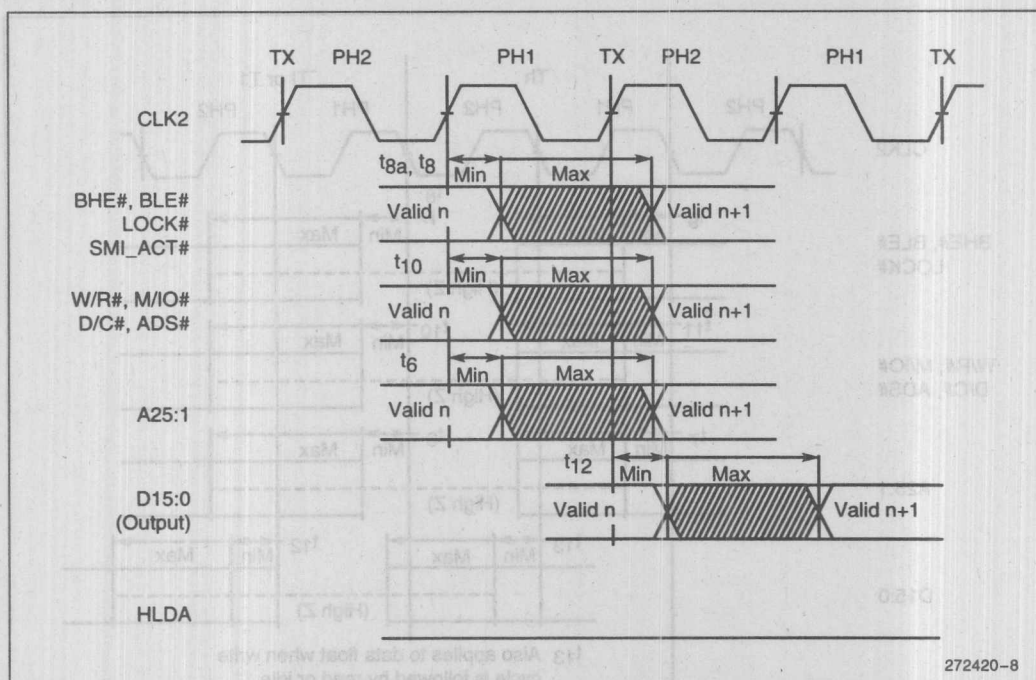 TX PH2 PH1 TX PH2 PH1 TX
CLK2
t8a, t8
Min Max
BHE#, BLE#
LOCK#
SMI_ACT#
Valid n Valid n+1
t10
Min Max
W/R#, M/IO#
D/C#, ADS#
Valid n Valid n+1
t6
Min Max
A25:1
Valid n Valid n+1
t12
Min Max
D15:0
(Output)
Valid n Valid n+1
HLDA
272420-8